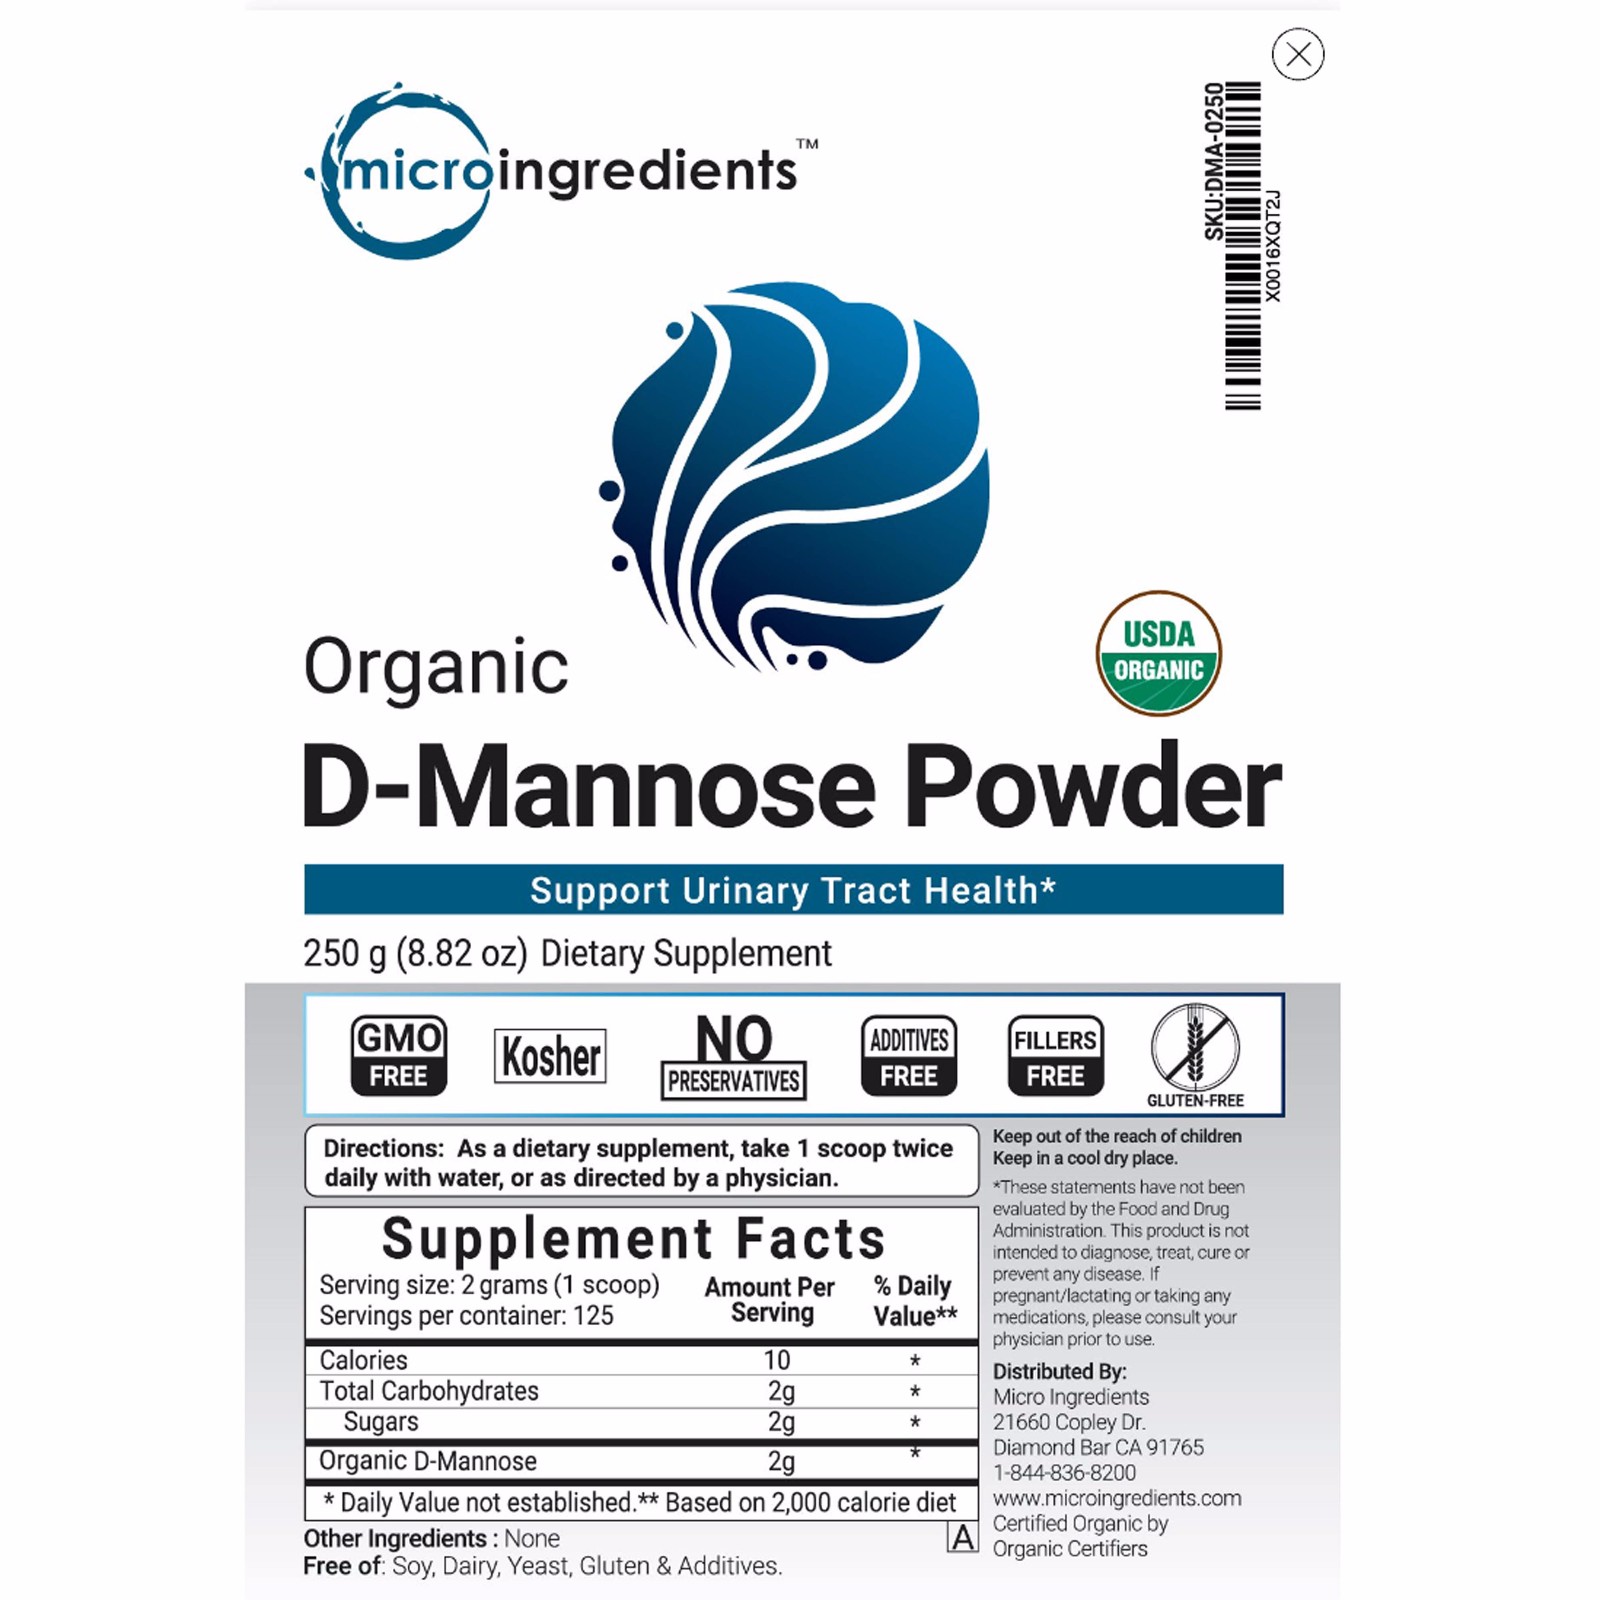 microingredients™
SKU:DMA-0250
X0016XQT2J
Organic
USDA
ORGANIC
D-Mannose Powder
Support Urinary Tract Health*
250 g (8.82 oz) Dietary Supplement
GMO
FREE
Kosher
NO
PRESERVATIVES
ADDITIVES
FREE
FILLERS
FREE
GLUTEN-FREE
Directions: As a dietary supplement, take 1 scoop twice
daily with water, or as directed by a physician.
Supplement Facts
Serving size: 2 grams (1 scoop)
Servings per container: 125
Amount Per
Serving
% Daily
Value**
Calories 10 *
Total Carbohydrates 2g *
Sugars 2g *
Organic D-Mannose 2g *
* Daily Value not established.** Based on 2,000 calorie diet
Other Ingredients : None
Free of: Soy, Dairy, Yeast, Gluten & Additives.
A
Keep out of the reach of children
Keep in a cool dry place.
*These statements have not been
evaluated by the Food and Drug
Administration. This product is not
intended to diagnose, treat, cure or
prevent any disease. If
pregnant/lactating or taking any
medications, please consult your
physician prior to use.
Distributed By:
Micro Ingredients
21660 Copley Dr.
Diamond Bar CA 91765
1-844-836-8200
www.microingredients.com
Certified Organic by
Organic Certifiers